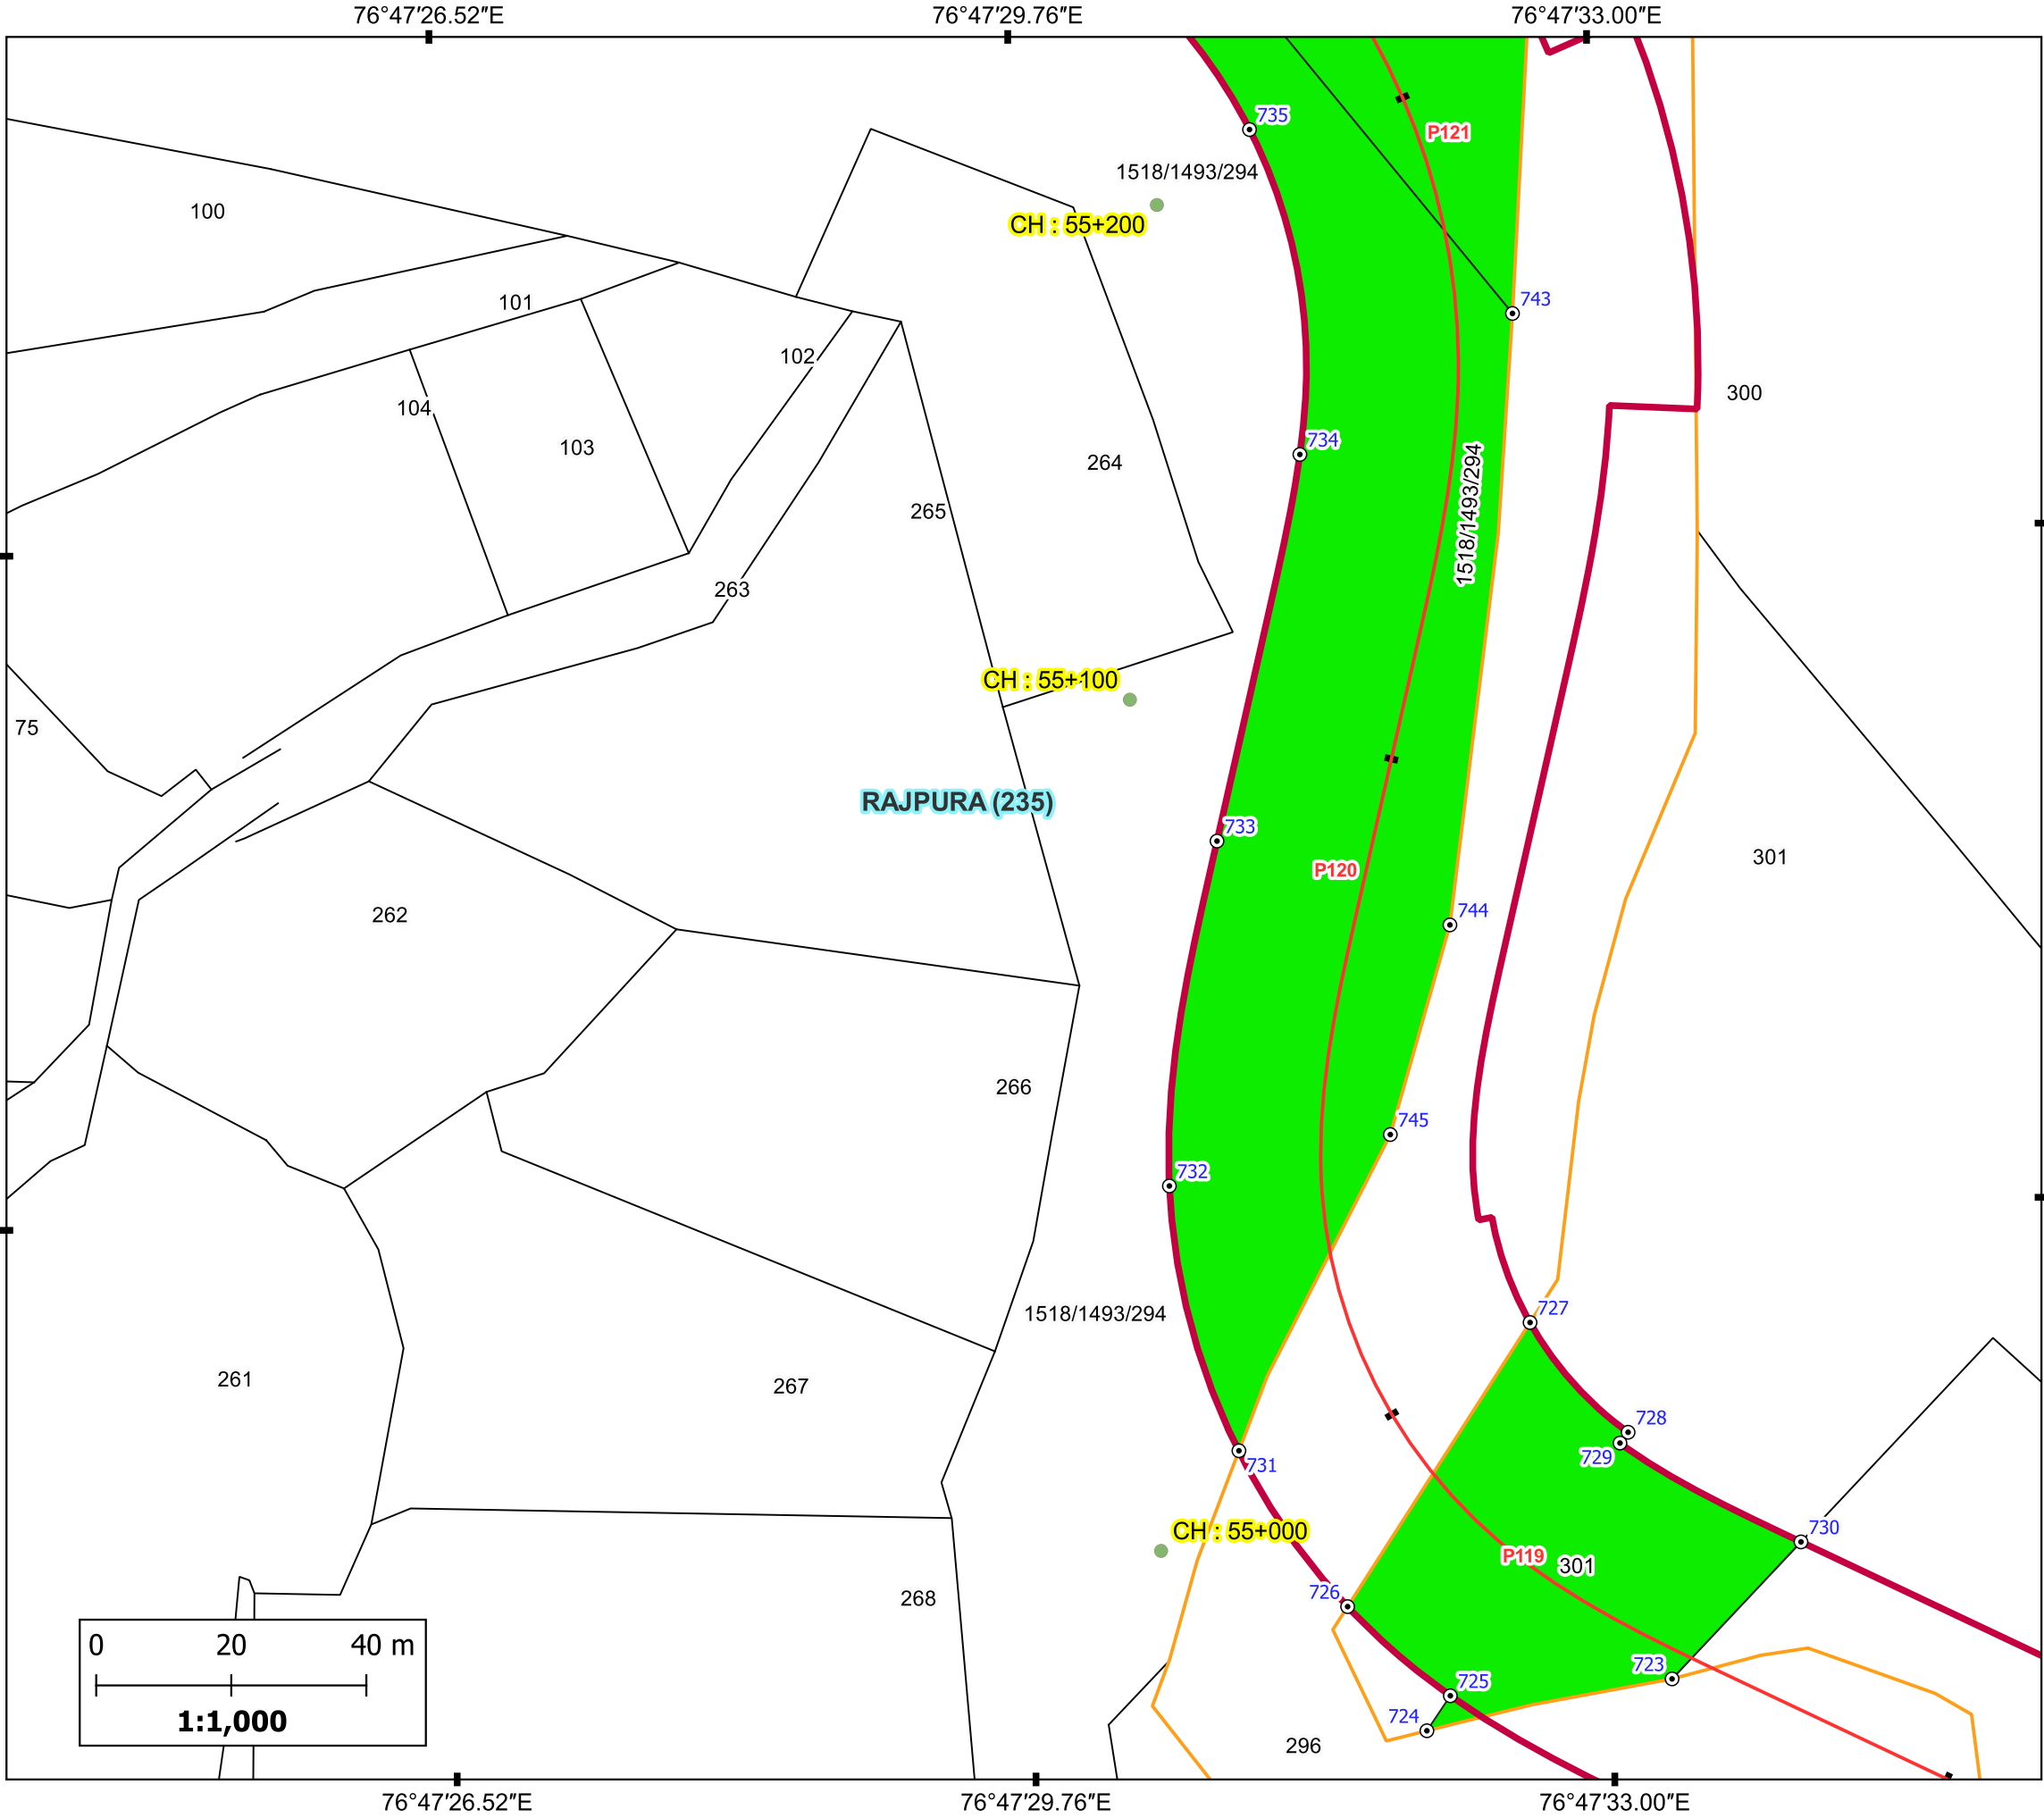 76°47′26.52″E
76°47′29.76″E
76°47′33.00″E
735
P121
1518/1493/294
100
CH : 55+200
101
743
102
300
104
734
103
264
265
1518/1493/294
263
CH : 55+100
75
RAJPURA (235)
733
301
P120
744
262
266
745
732
727
1518/1493/294
261
267
728
729
731
CH : 55+000
730
P119
301
726
268
0 20 40 m
723
725
1:1,000
724
296
76°47′26.52″E
76°47′29.76″E
76°47′33.00″E